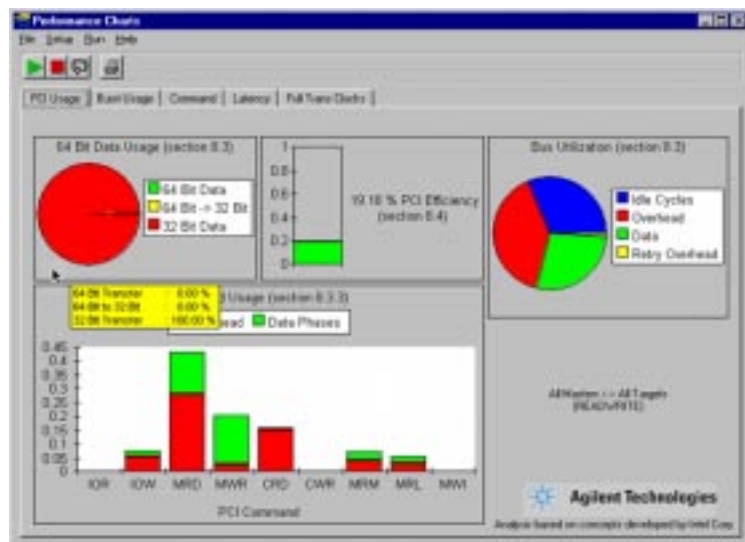 Performance Charts
File Setup Run Help
PCI Usage Burst Usage Command Latency Full Trans Clocks
64 Bit Data Usage (section 8.3)
64 Bit Data
64 Bit -> 32 Bit
32 Bit Data
1
0.8
0.6
0.4
0.2
0
19.18 % PCI Efficiency
(section 8.4)
Bus Utilization (section 8.2)
Idle Cycles
Overhead
Data
Retry Overhead
64 Bit Transfer : 0.00 %
64 Bit to 32 Bit : 0.00 %
32 Bit Transfer : 100.00 %
Usage (section 8.3.3)
Data Phases
0.45
0.4
0.35
0.3
0.25
0.2
0.15
0.1
0.05
0
IOR IOW MRD MWR CRD CWR MRM MRL MWI
PCI Command
All Masters <-> All Targets
(READ/WRITE)
Agilent Technologies
Analysis based on concepts developed by Intel Corp.